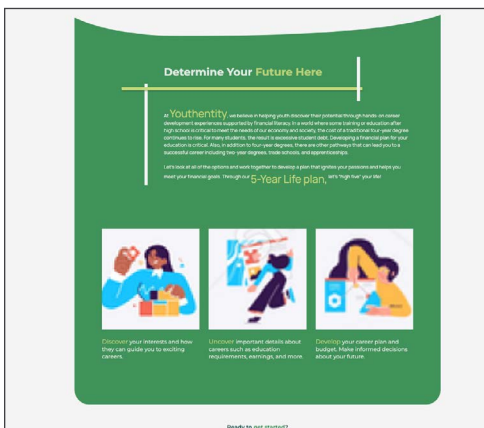 Determine Your Future Here
At Youthentity, we believe in helping youth discover their potential through hands-on career
development experiences supported by financial literacy. In a world where some training or education after
high school is critical to meet the needs of our economy and society, the cost of a traditional four-year degree
continues to rise. For many students, the result is excessive student debt. Developing a financial plan for your
education is critical. Also, in addition to four-year degrees, there are other pathways that can lead you to a
successful career including two-year degrees, trade schools, and apprenticeships.
Let's look at all of the options and work together to develop a plan that ignites your passions and helps you
meet your financial goals. Through our 5-Year Life plan, let's "high five" your life!
Discover your interests and how
they can guide you to exciting
careers.
Uncover important details about
careers such as education
requirements, earnings, and more.
Develop your career plan and
budget. Make informed decisions
about your future.
Ready to get started?